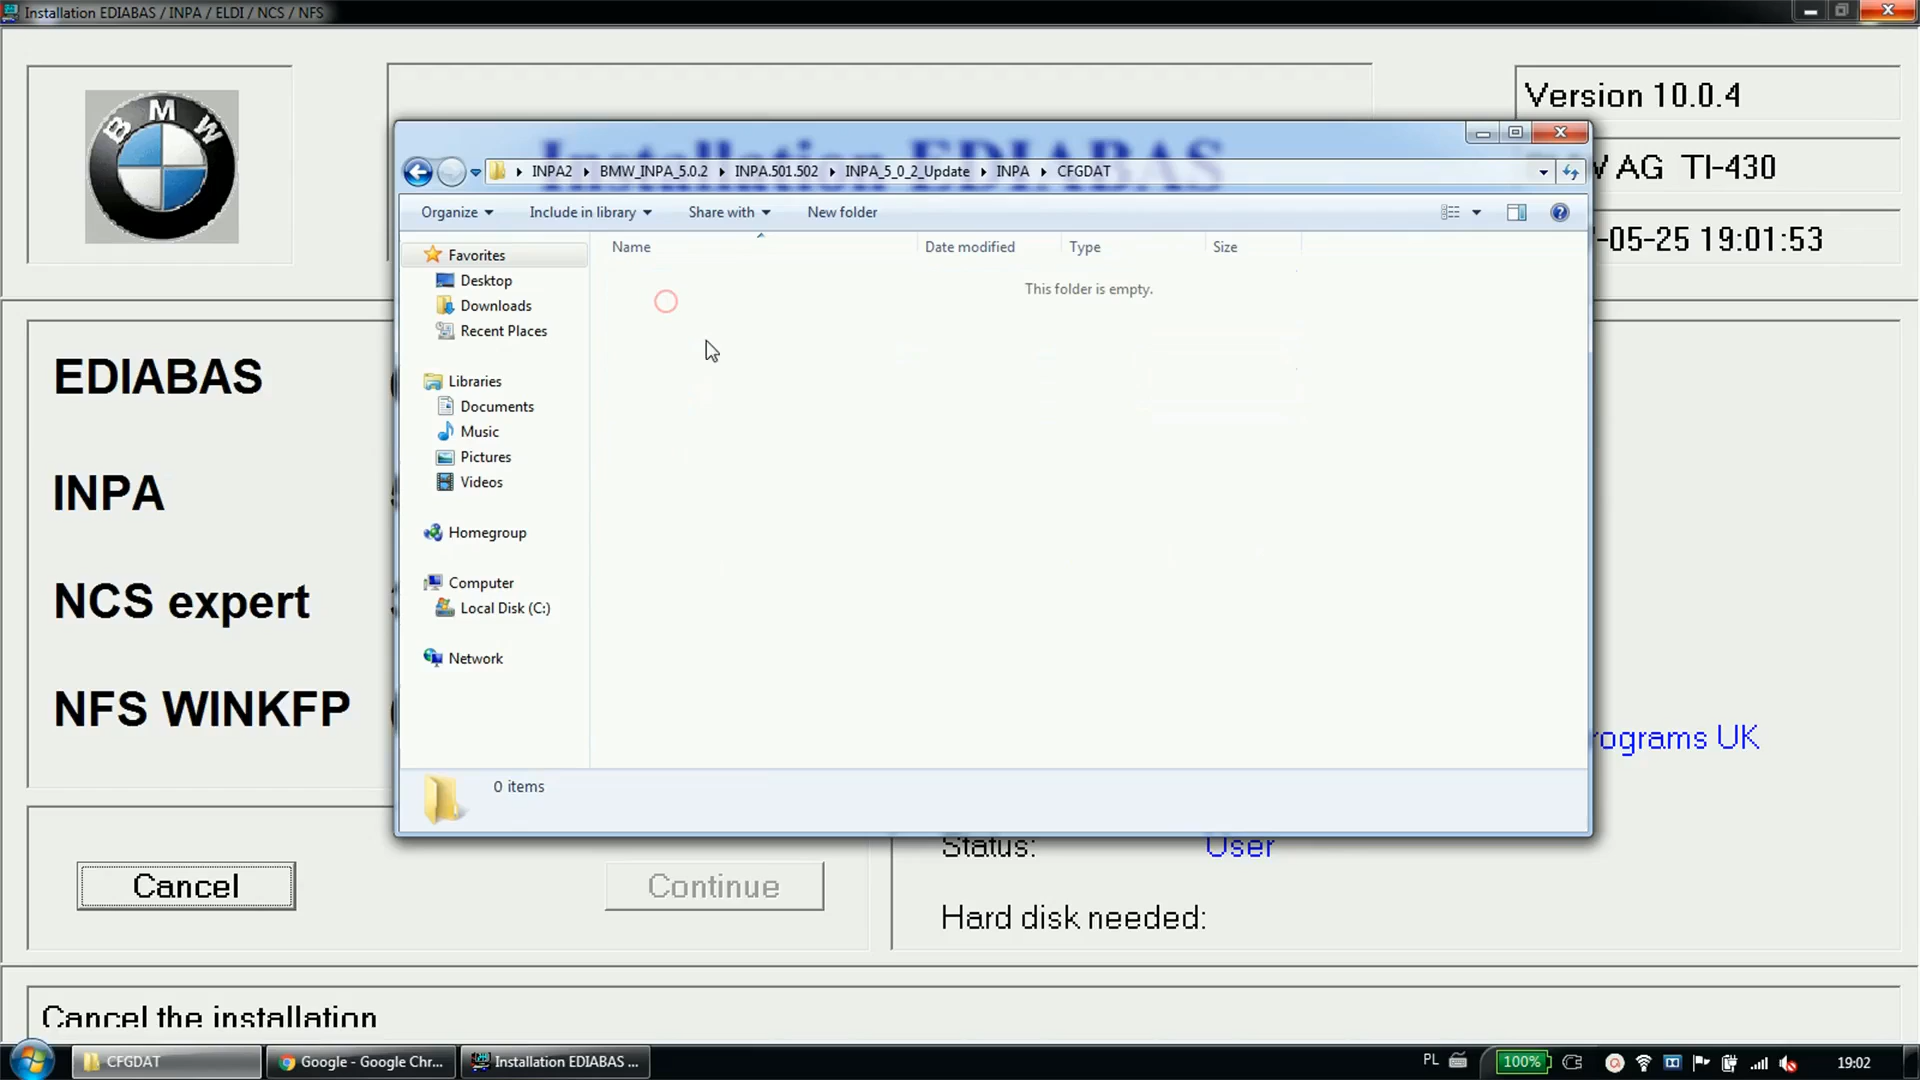 Installation EDIABAS / INPA / ELDI / NCS / NFS
BMW
Version 10.0.4
AG TI-430
-05-25 19:01:53
Installation EDIABAS
INPA2 BMW_INPA_5.0.2 INPA.501.502 INPA_5_0_2_Update INPA CFGDAT
Organize Include in library Share with New folder
Name Date modified Type Size
This folder is empty.
Favorites
Desktop
Downloads
Recent Places
Libraries
Documents
Music
Pictures
Videos
Homegroup
Computer
Local Disk (C:)
Network
0 items
EDIABAS
INPA
NCS expert
NFS WINKFP
rograms UK
Status: User
Hard disk needed:
Cancel Continue
Cancel the installation
CFGDAT Google - Google Chr... Installation EDIABAS ... PL 100% 19:02